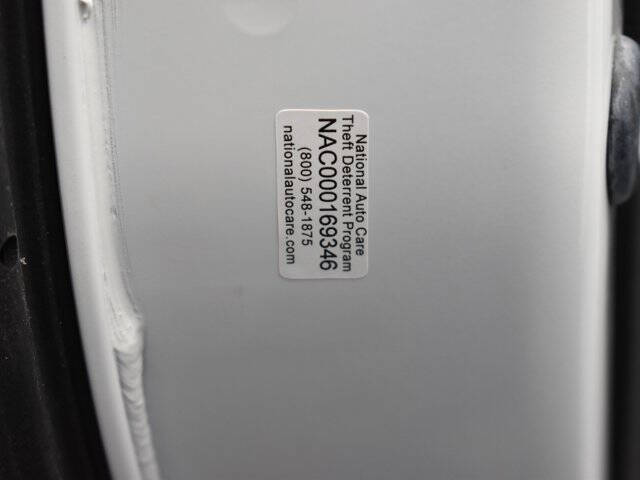 National Auto Care
Theft Deterrent Program
NAC000169346
(800) 548-1875
nationalautocare.com